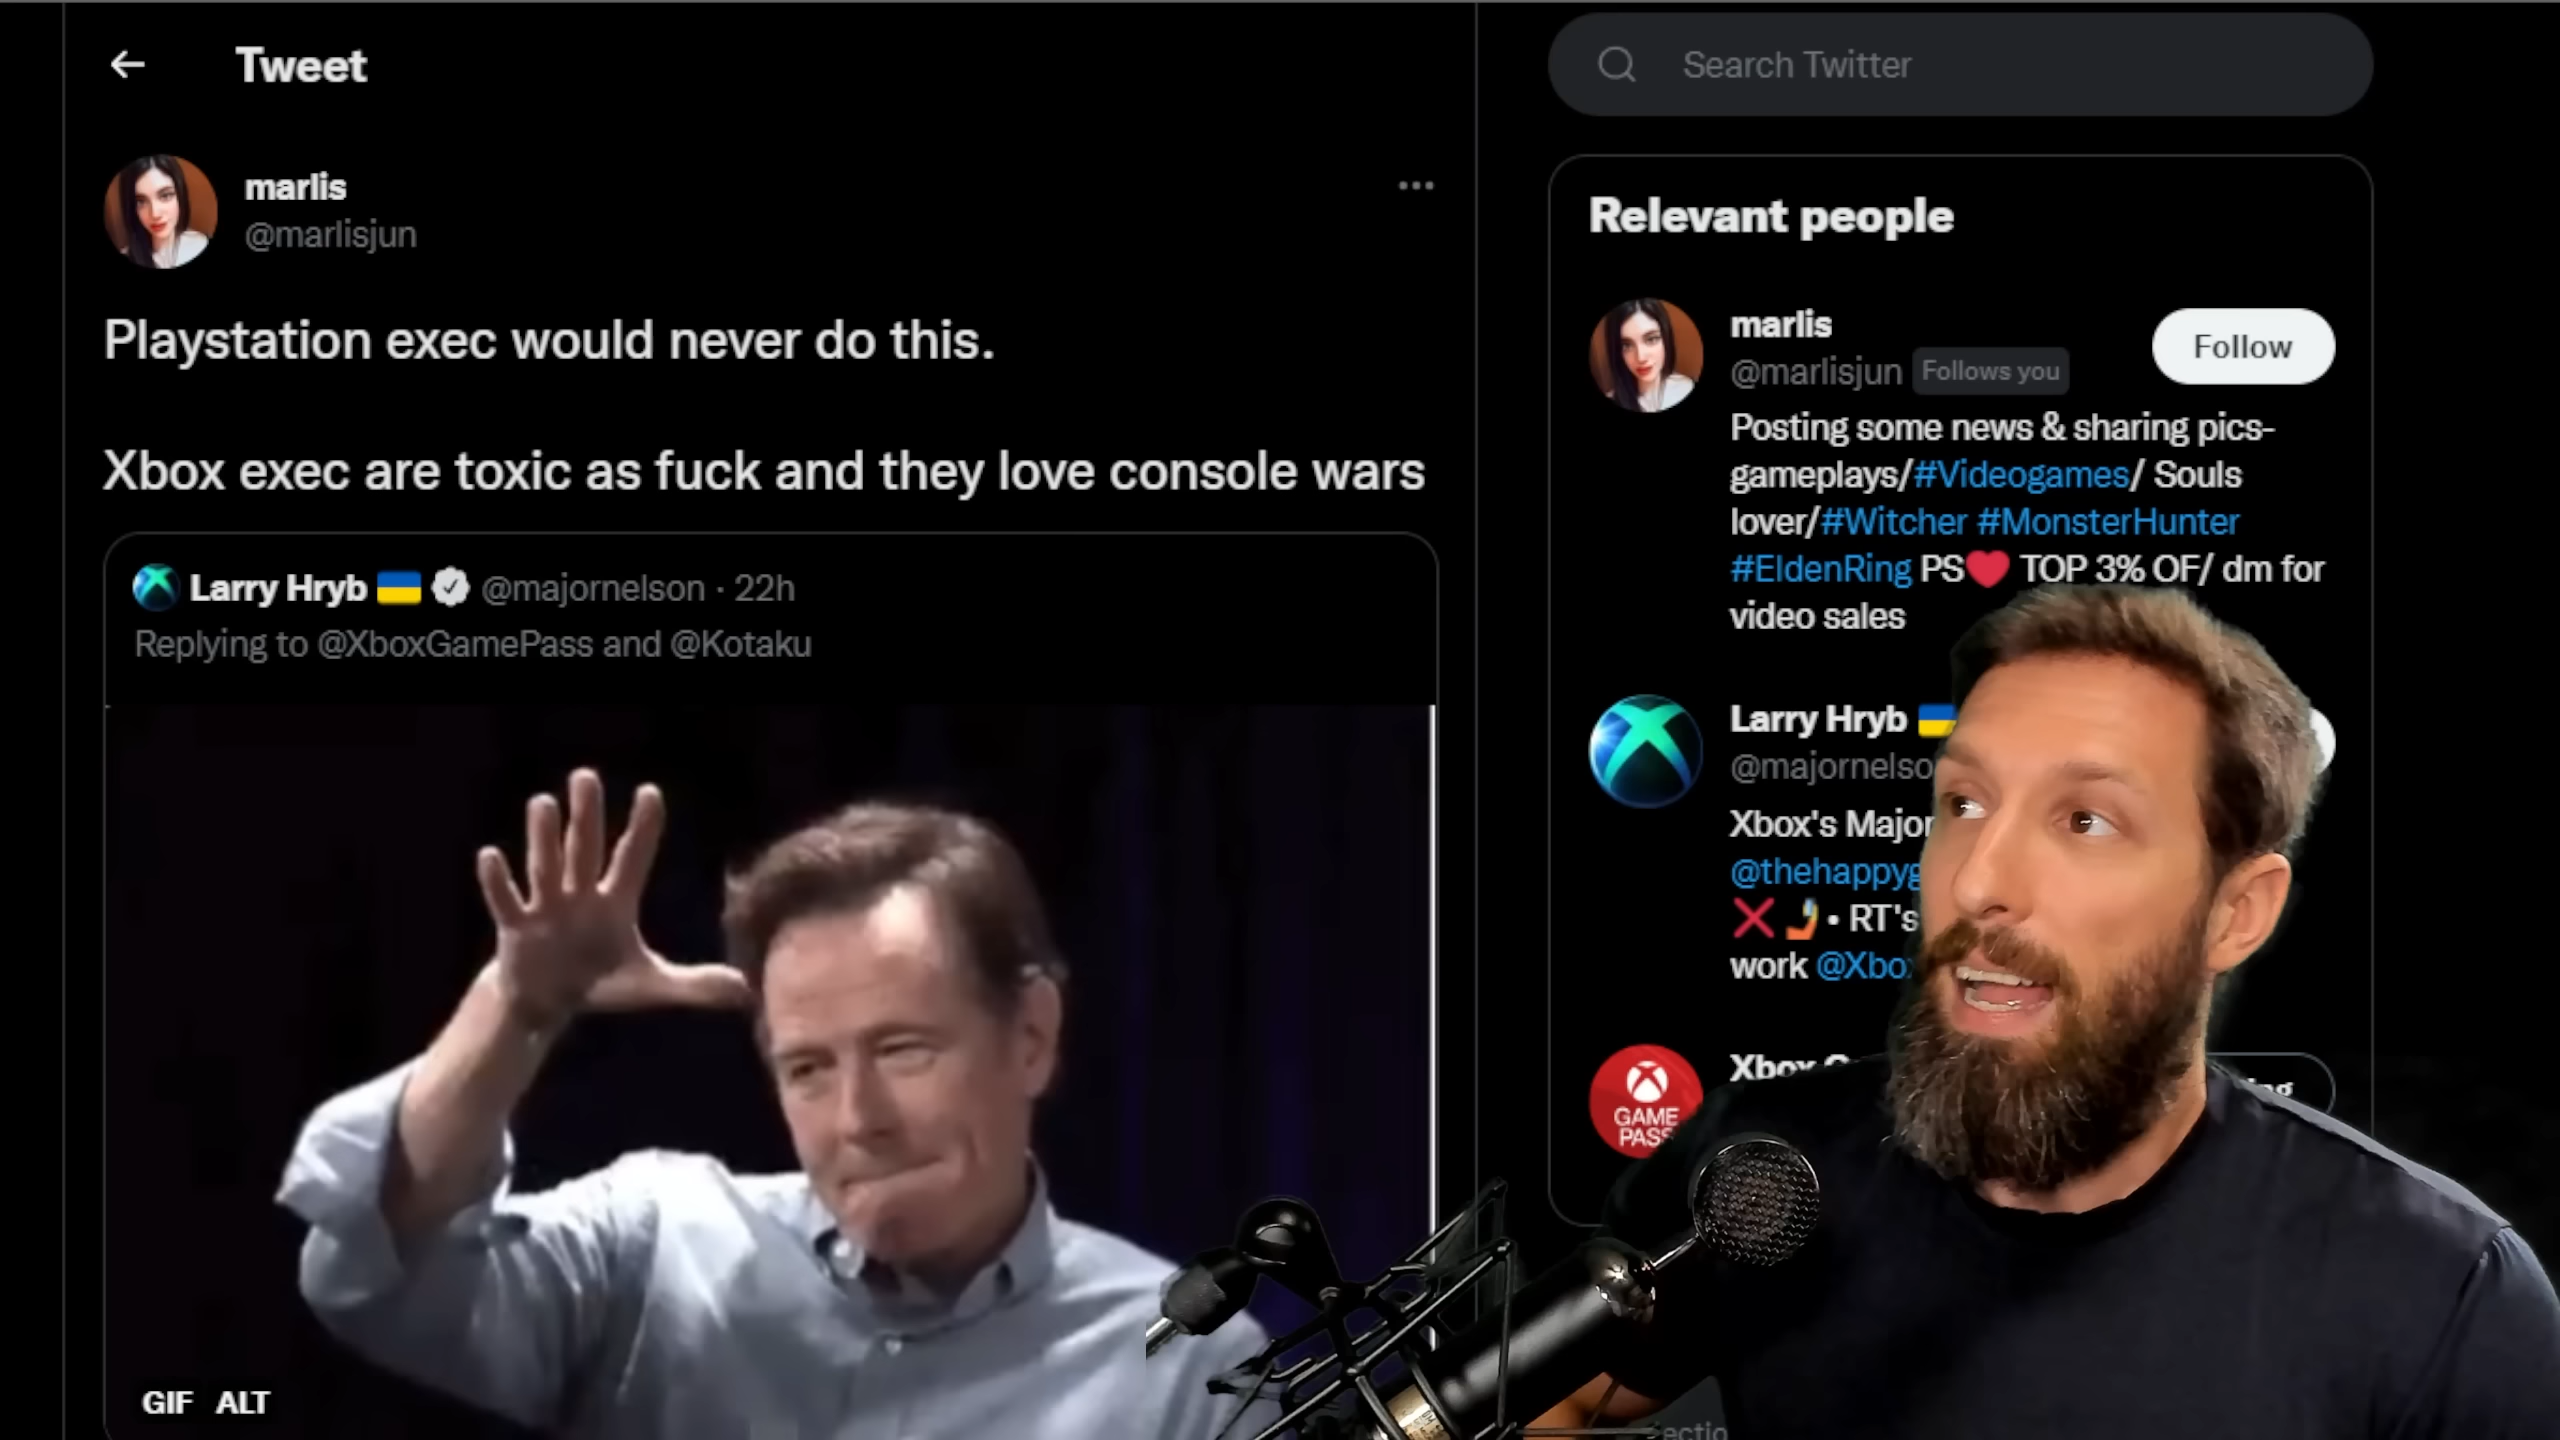 Tweet
marlis
@marlisjun
Playstation exec would never do this.
Xbox exec are toxic as fuck and they love console wars
Larry Hryb 🇺🇦 @majornelson · 22h
Replying to @XboxGamePass and @Kotaku
GIF ALT
Search Twitter
Relevant people
marlis
@marlisjun Follows you
Follow
Posting some news & sharing pics-
gameplays/#Videogames/ Souls
lover/#Witcher #MonsterHunter
#EldenRing PS❤️ TOP 3% OF/ dm for
video sales
Larry Hryb 🇺🇦
@majornelso
Xbox's Major
@thehappyg
❌ 🤳 • RT's
work @Xbo
Xbox
GAME
PASS